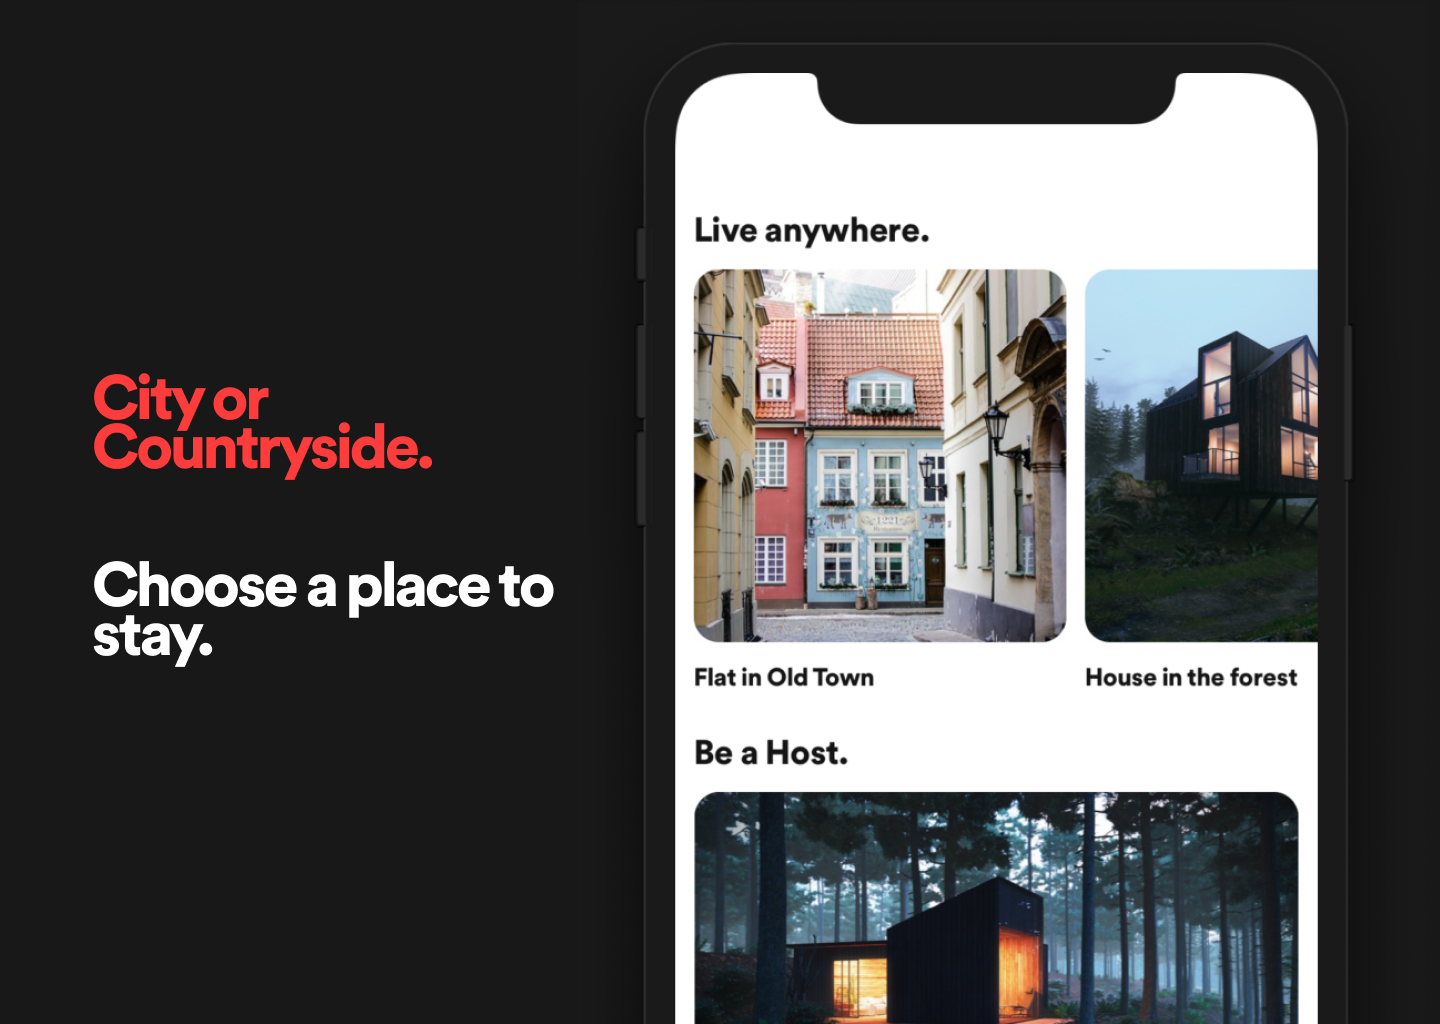 City or
Countryside.
Choose a place to
stay.
Live anywhere.
1221
Flat in Old Town
House in the forest
Be a Host.